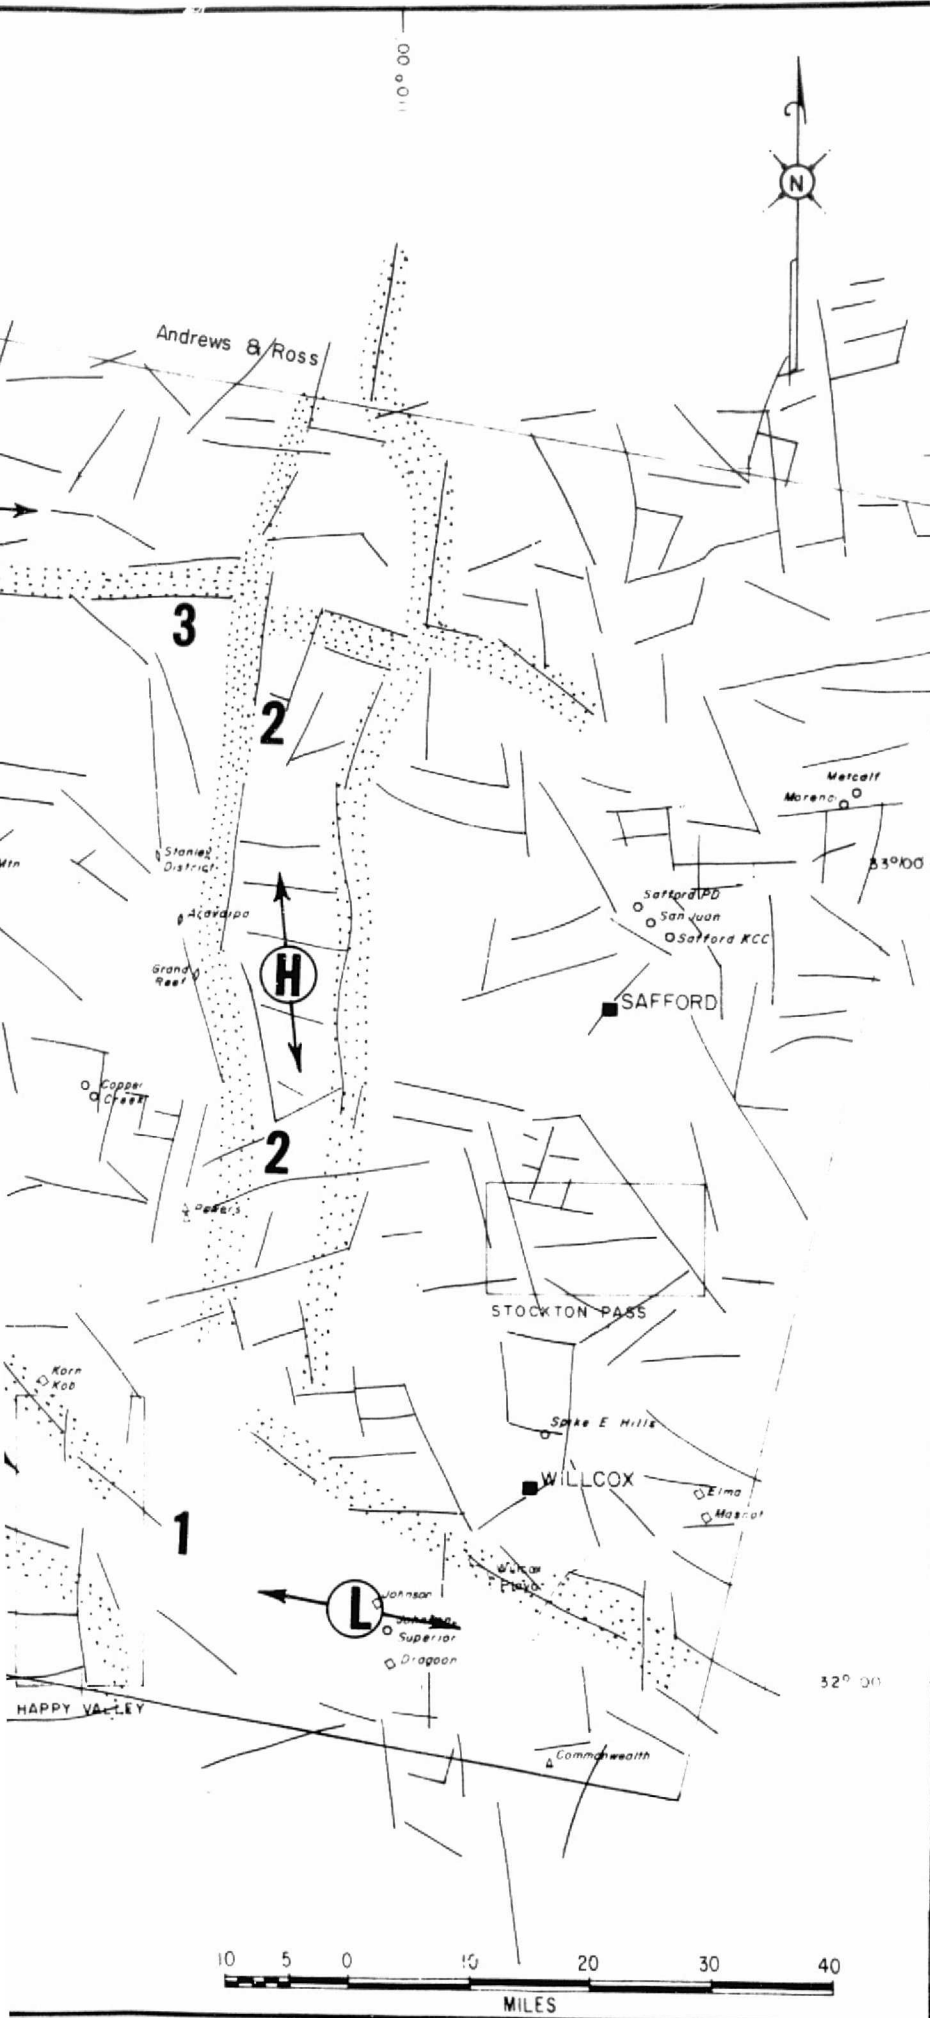 110° 00
N
Andrews & Ross
3
2
Metcalf
Morenci
33° 00
Mtn
Stanley
District
Safford PD
San Juan
Safford KCC
Aravaipa
Grand
Reef
H
SAFFORD
Copper
Creek
2
Powers
STOCKTON PASS
Korn
Kob
Spike E Hills
WILLCOX
Elma
Mascot
1
Willcox
Playa
Johnson
L
Johnson
Superior
Dragoon
32° 00
HAPPY VALLEY
Commonwealth
10 5 0 10 20 30 40
MILES